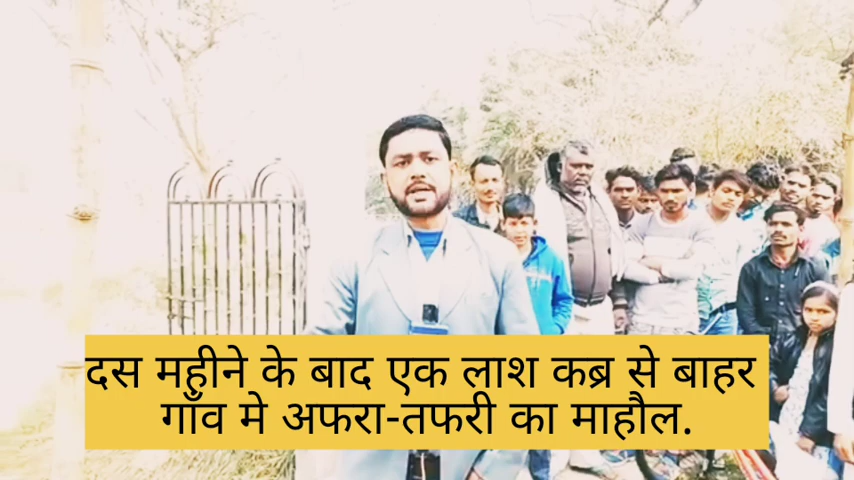 दस महीने के बाद एक लाश कब्र से बाहर
गाँव मे अफरा-तफरी का माहौल.